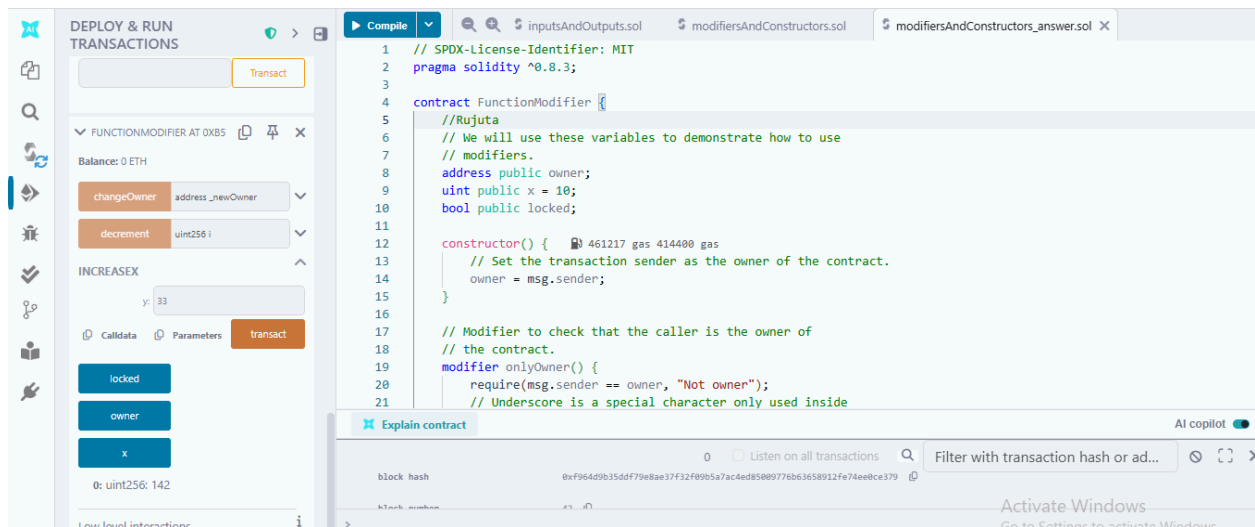 DEPLOY & RUN
TRANSACTIONS
Transact
FUNCTIONMODIFIER AT 0XB5
Balance: 0 ETH
changeOwner address _newOwner
decrement uint256 i
INCREASEX
y: 33
Calldata Parameters transact
locked
owner
x
0: uint256: 142
Low level interactions i
Compile inputsAndOutputs.sol modifiersAndConstructors.sol modifiersAndConstructors_answer.sol
1 // SPDX-License-Identifier: MIT
2 pragma solidity ^0.8.3;
3
4 contract FunctionModifier {
5 //Rujuta
6 // We will use these variables to demonstrate how to use
7 // modifiers.
8 address public owner;
9 uint public x = 10;
10 bool public locked;
11
12 constructor() { 461217 gas 414400 gas
13 // Set the transaction sender as the owner of the contract.
14 owner = msg.sender;
15 }
16
17 // Modifier to check that the caller is the owner of
18 // the contract.
19 modifier onlyOwner() {
20 require(msg.sender == owner, "Not owner");
21 // Underscore is a special character only used inside
Explain contract AI copilot
0 Listen on all transactions Filter with transaction hash or ad...
block hash 0xf964d9b35ddf79e8ae37f32f09b5a7ac4ed85009776b63658912fe74ee0ce379
block number
>
Activate Windows
Go to Settings to activate Windows